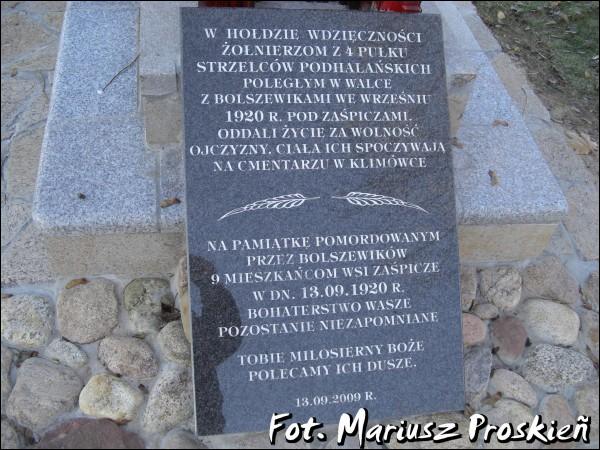 W HOŁDZIE WDZIĘCZNOŚCI
ŻOŁNIERZOM Z 4 PUŁKU
STRZELCÓW PODHALAŃSKICH
POLEGŁYM W WALCE
Z BOLSZEWIKAMI WE WRZEŚNIU
1920 R. POD ZAŚPICZAMI.
ODDALI ŻYCIE ZA WOLNOŚĆ
OJCZYZNY. CIAŁA ICH SPOCZYWAJĄ
NA CMENTARZU W KLIMÓWCE
NA PAMIĄTKĘ POMORDOWANYM
PRZEZ BOLSZEWIKÓW
9 MIESZKAŃCOM WSI ZAŚPICZE
W DN. 13.09.1920 R.
BOHATERSTWO WASZE
POZOSTANIE NIEZAPOMNIANE
TOBIE MIŁOSIERNY BOŻE
POLECAMY ICH DUSZE.
13.09.2009 R.
Fot. Mariusz Proskień